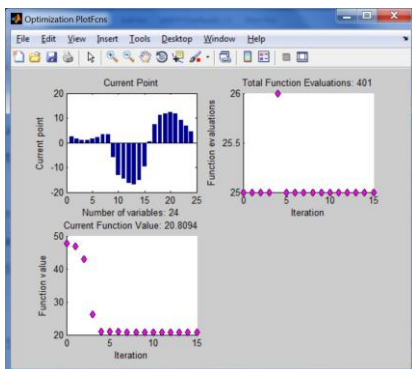 Optimization PlotFcns
File Edit View Insert Tools Desktop Window Help
Current Point
20
10
0
-10
-20
Current point
0 5 10 15 20 25
Number of variables: 24
Total Function Evaluations: 401
26
25.5
25
Function evaluations
0 5 10 15
Iteration
Current Function Value: 20.8094
50
40
30
20
Function value
0 5 10 15
Iteration